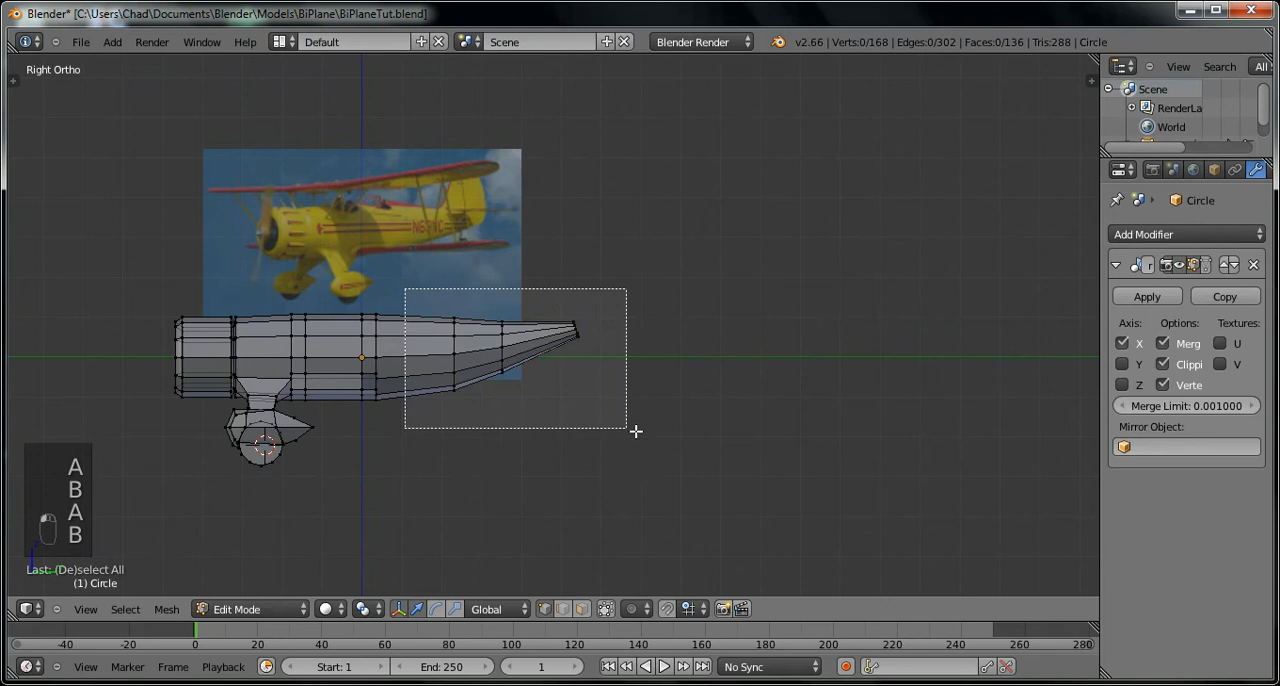 Blender* [C:\Users\Chad\Documents\Blender\Models\BiPlane\BiPlaneTut.blend]
File Add Render Window Help Default Scene Blender Render v2.66 | Verts:0/168 | Edges:0/302 | Faces:0/136 | Tris:288 | Circle
View Search All
Right Ortho
Scene
RenderLa
World
Circle
Add Modifier
Apply Copy
Axis: Options: Textures:
X Merg U
Y Clippi V
Z Verte
Merge Limit: 0.001000
Mirror Object:
A
B
A
B
Last: (De)select All
(1) Circle
View Select Mesh Edit Mode Global
-40 -20 0 20 40 60 80 100 120 140 160 180 200 220 240 260 280
View Marker Frame Playback Start: 1 End: 250 1 No Sync